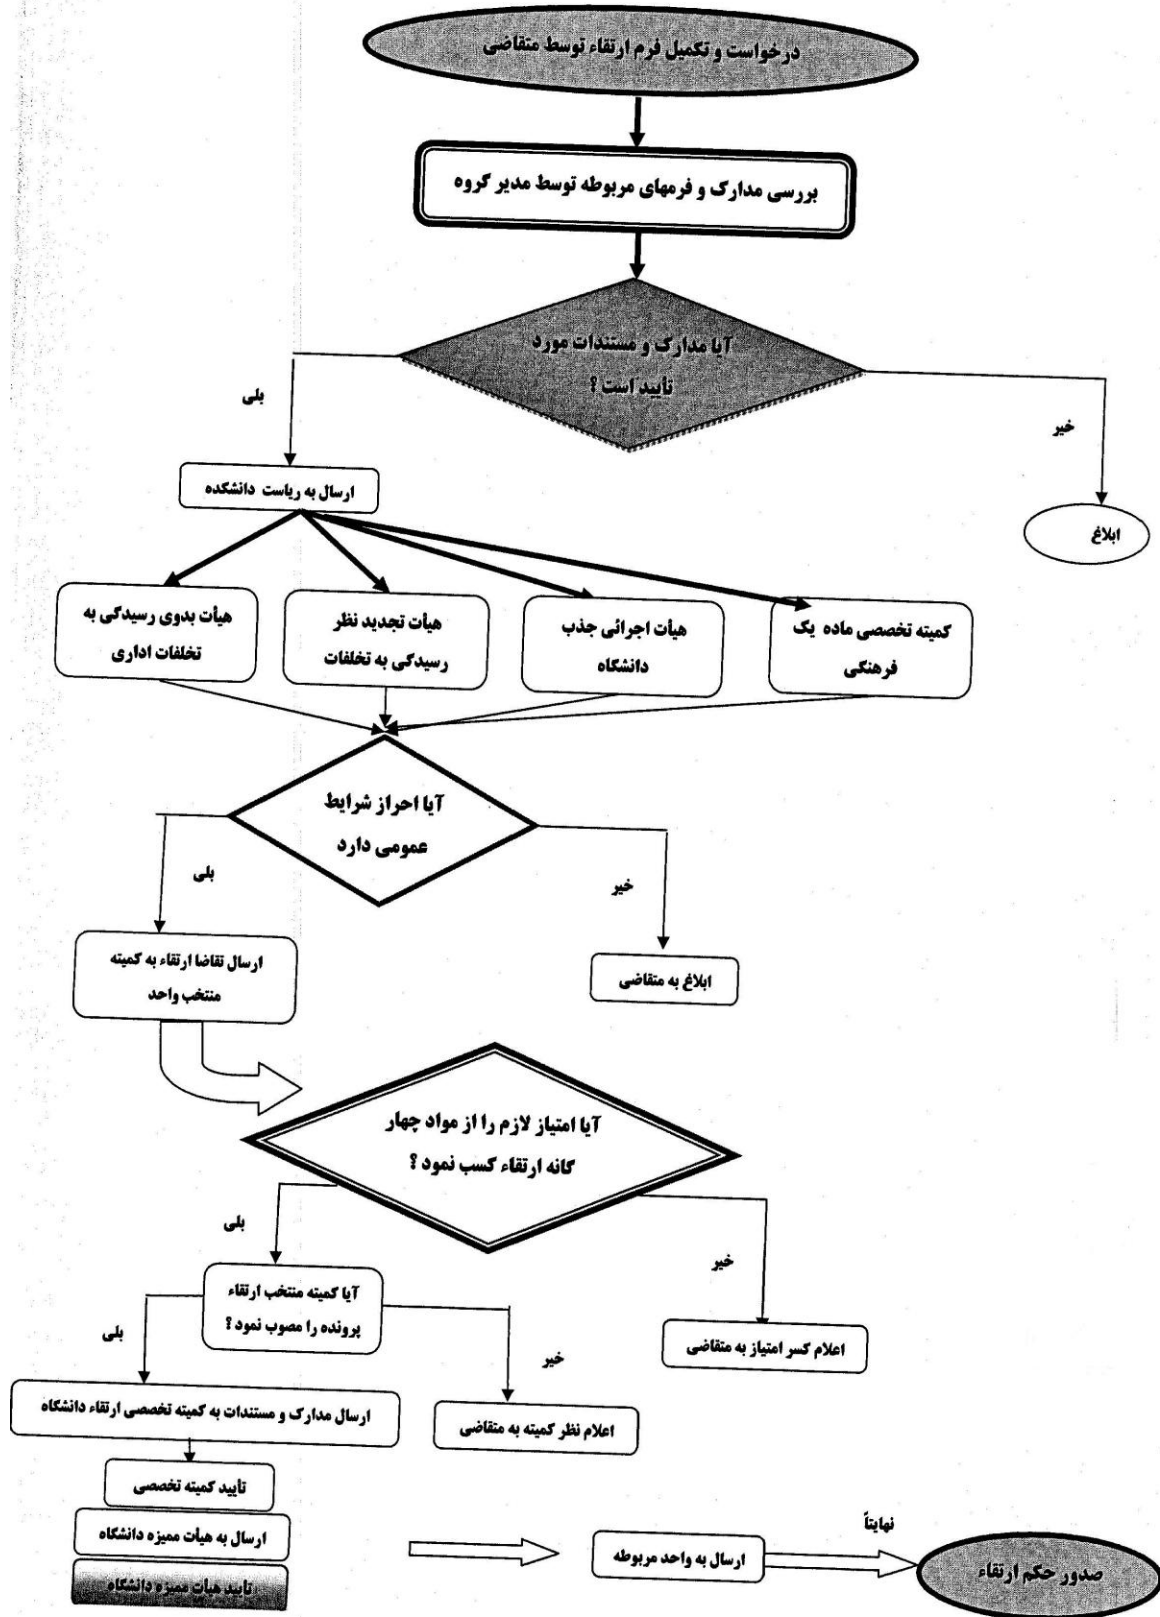 درخواست و تکمیل فرم ارتقاء توسط متقاضی
بررسی مدارک و فرمهای مربوطه توسط مدیر گروه
آیا مدارک و مستندات مورد
تأیید است ؟
بلی
خیر
ارسال به ریاست دانشکده
ابلاغ
کمیته تخصصی ماده یک
فرهنگی
هیأت اجرائی جذب
دانشگاه
هیأت تجدید نظر
رسیدگی به تخلفات
هیأت بدوی رسیدگی به
تخلفات اداری
آیا احراز شرایط
عمومی دارد
بلی
خیر
ارسال تقاضا ارتقاء به کمیته
منتخب واحد
ابلاغ به متقاضی
آیا امتیاز لازم را از مواد چهار
گانه ارتقاء کسب نمود ؟
بلی
خیر
آیا کمیته منتخب ارتقاء
پرونده را مصوب نمود ؟
اعلام کسر امتیاز به متقاضی
بلی
خیر
ارسال مدارک و مستندات به کمیته تخصصی ارتقاء دانشگاه
اعلام نظر کمیته به متقاضی
تأیید کمیته تخصصی
ارسال به هیأت ممیزه دانشگاه
تأیید هیأت ممیزه دانشگاه
ارسال به واحد مربوطه
نهایتاً
صدور حکم ارتقاء